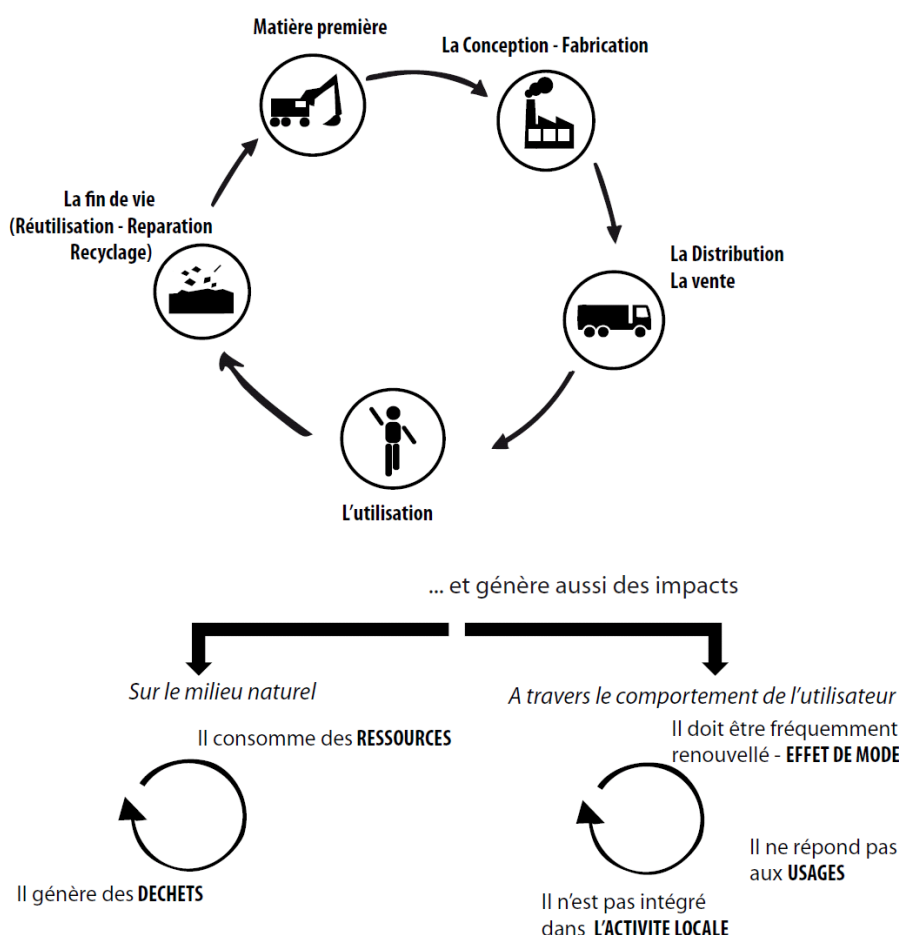 Matière première
La Conception - Fabrication
La Distribution
La vente
L'utilisation
La fin de vie
(Réutilisation - Reparation
Recyclage)
... et génère aussi des impacts
Sur le milieu naturel
Il consomme des RESSOURCES
Il génère des DECHETS
A travers le comportement de l'utilisateur
Il doit être fréquemment
renouvellé - EFFET DE MODE
Il ne répond pas
aux USAGES
Il n'est pas intégré
dans L'ACTIVITE LOCALE